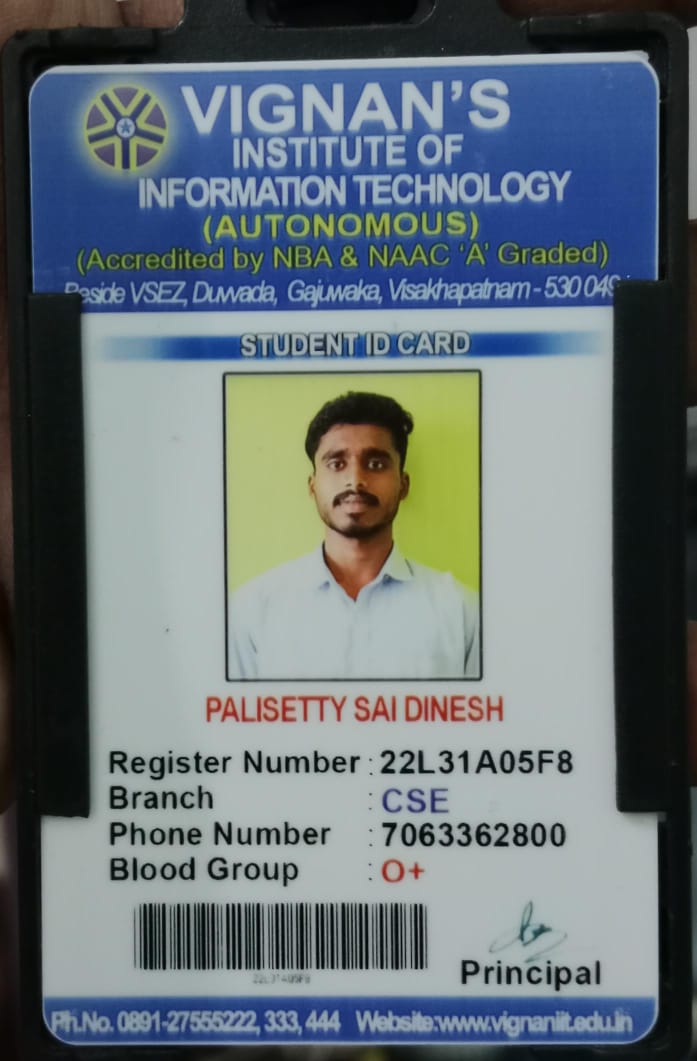 VIGNAN'S
INSTITUTE OF
INFORMATION TECHNOLOGY
(AUTONOMOUS)
(Accredited by NBA & NAAC 'A' Graded)
Beside VSEZ, Duvvada, Gajuwaka, Visakhapatnam - 530 049.
STUDENT ID CARD
PALISETTY SAI DINESH
Register Number : 22L31A05F8
Branch : CSE
Phone Number : 7063362800
Blood Group : O+
22L31A05F8
Principal
Ph.No. 0891-27555222, 333, 444 Website:www.vignaniit.edu.in